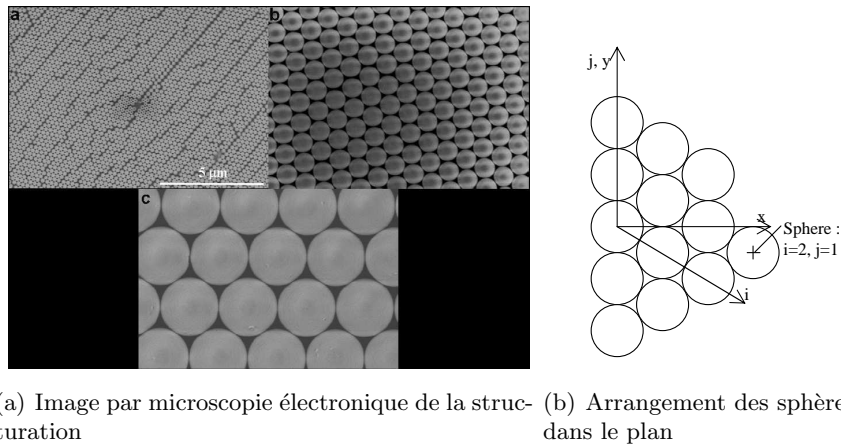 a
b
5 µm
c
j, y
x
Sphere :
i=2, j=1
i
(a) Image par microscopie électronique de la struc-
turation
(b) Arrangement des sphère
dans le plan